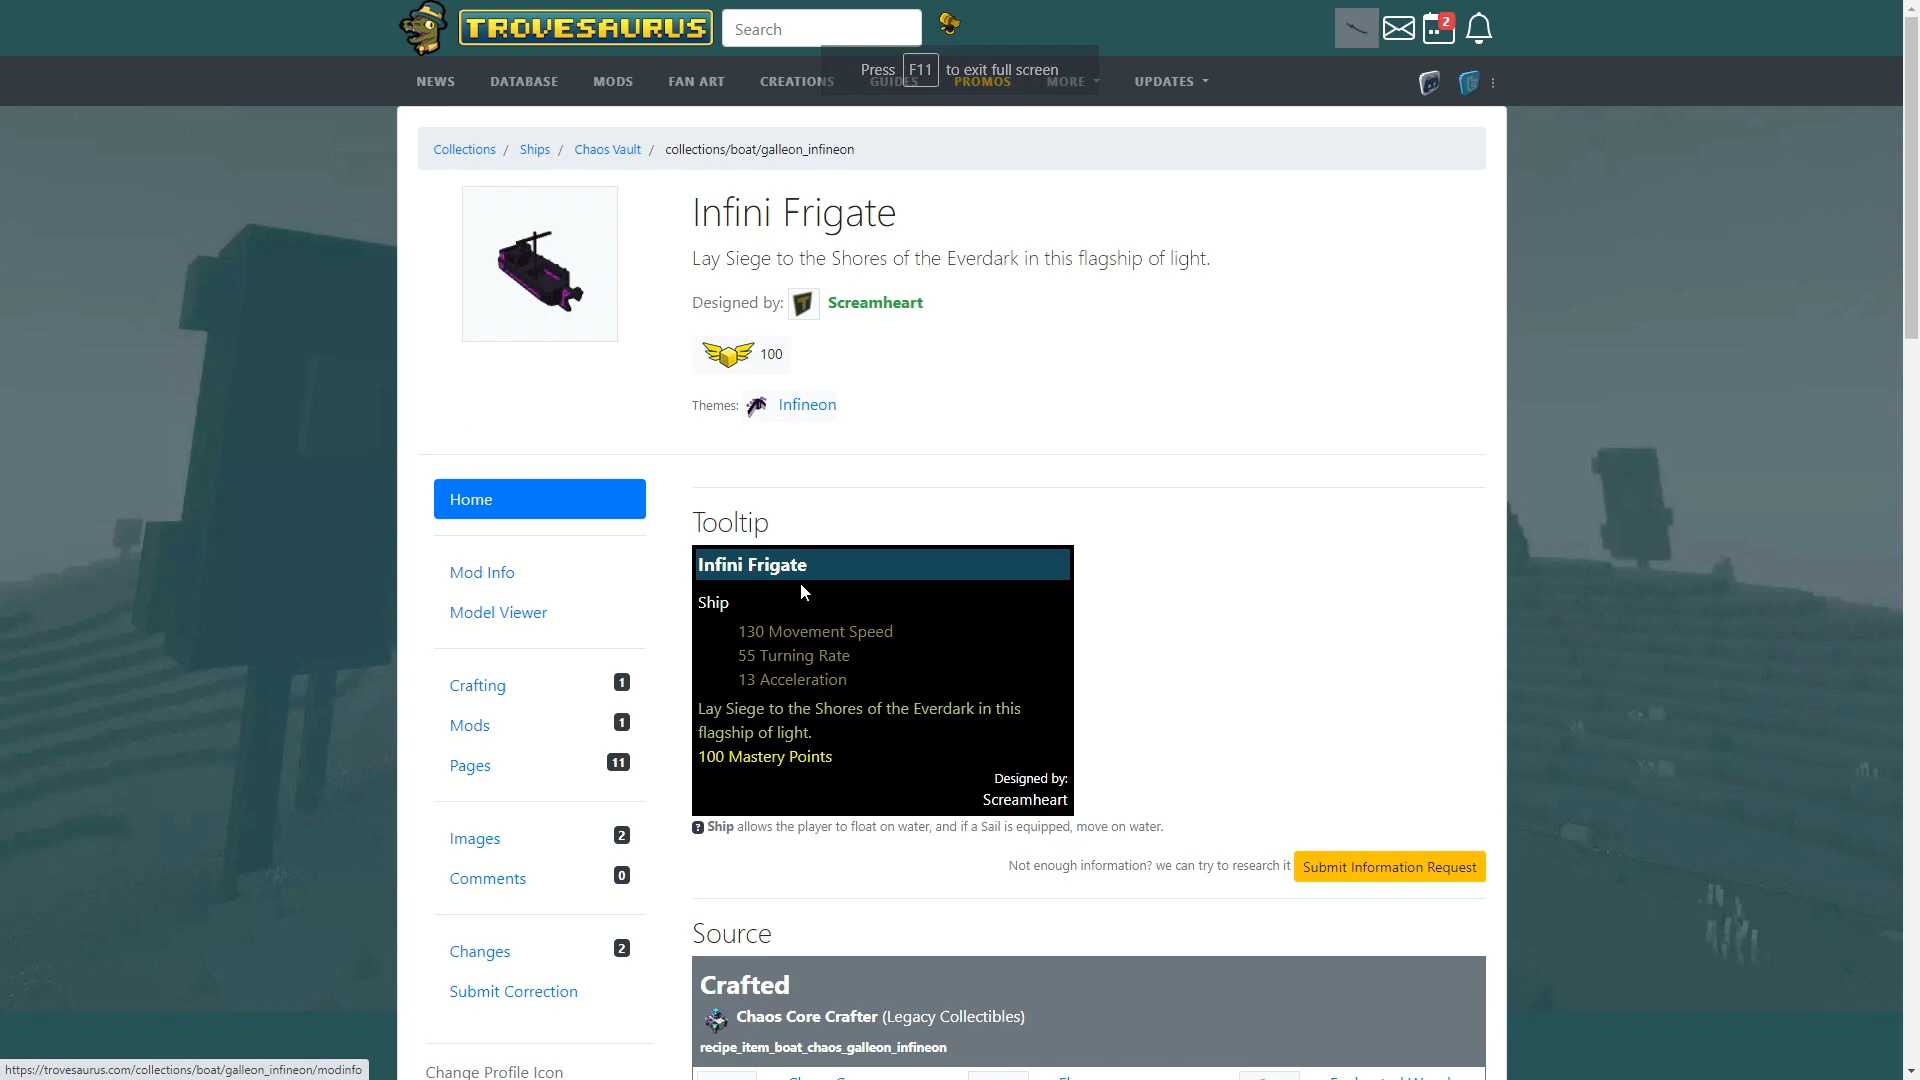 TROVESAURUS
Search
2
Press F11 to exit full screen
NEWS DATABASE MODS FAN ART CREATIONS GUIDES PROMOS MORE UPDATES
Collections / Ships / Chaos Vault / collections/boat/galleon_infineon
Infini Frigate
Lay Siege to the Shores of the Everdark in this flagship of light.
Designed by: Screamheart
100
Themes: Infineon
Home
Mod Info
Model Viewer
Crafting 1
Mods 1
Pages 11
Images 2
Comments 0
Changes 2
Submit Correction
Change Profile Icon
Tooltip
Infini Frigate
Ship
130 Movement Speed
55 Turning Rate
13 Acceleration
Lay Siege to the Shores of the Everdark in this
flagship of light.
100 Mastery Points
Designed by:
Screamheart
? Ship allows the player to float on water, and if a Sail is equipped, move on water.
Not enough information? we can try to research it Submit Information Request
Source
Crafted
Chaos Core Crafter (Legacy Collectibles)
recipe_item_boat_chaos_galleon_infineon
https://trovesaurus.com/collections/boat/galleon_infineon/modinfo